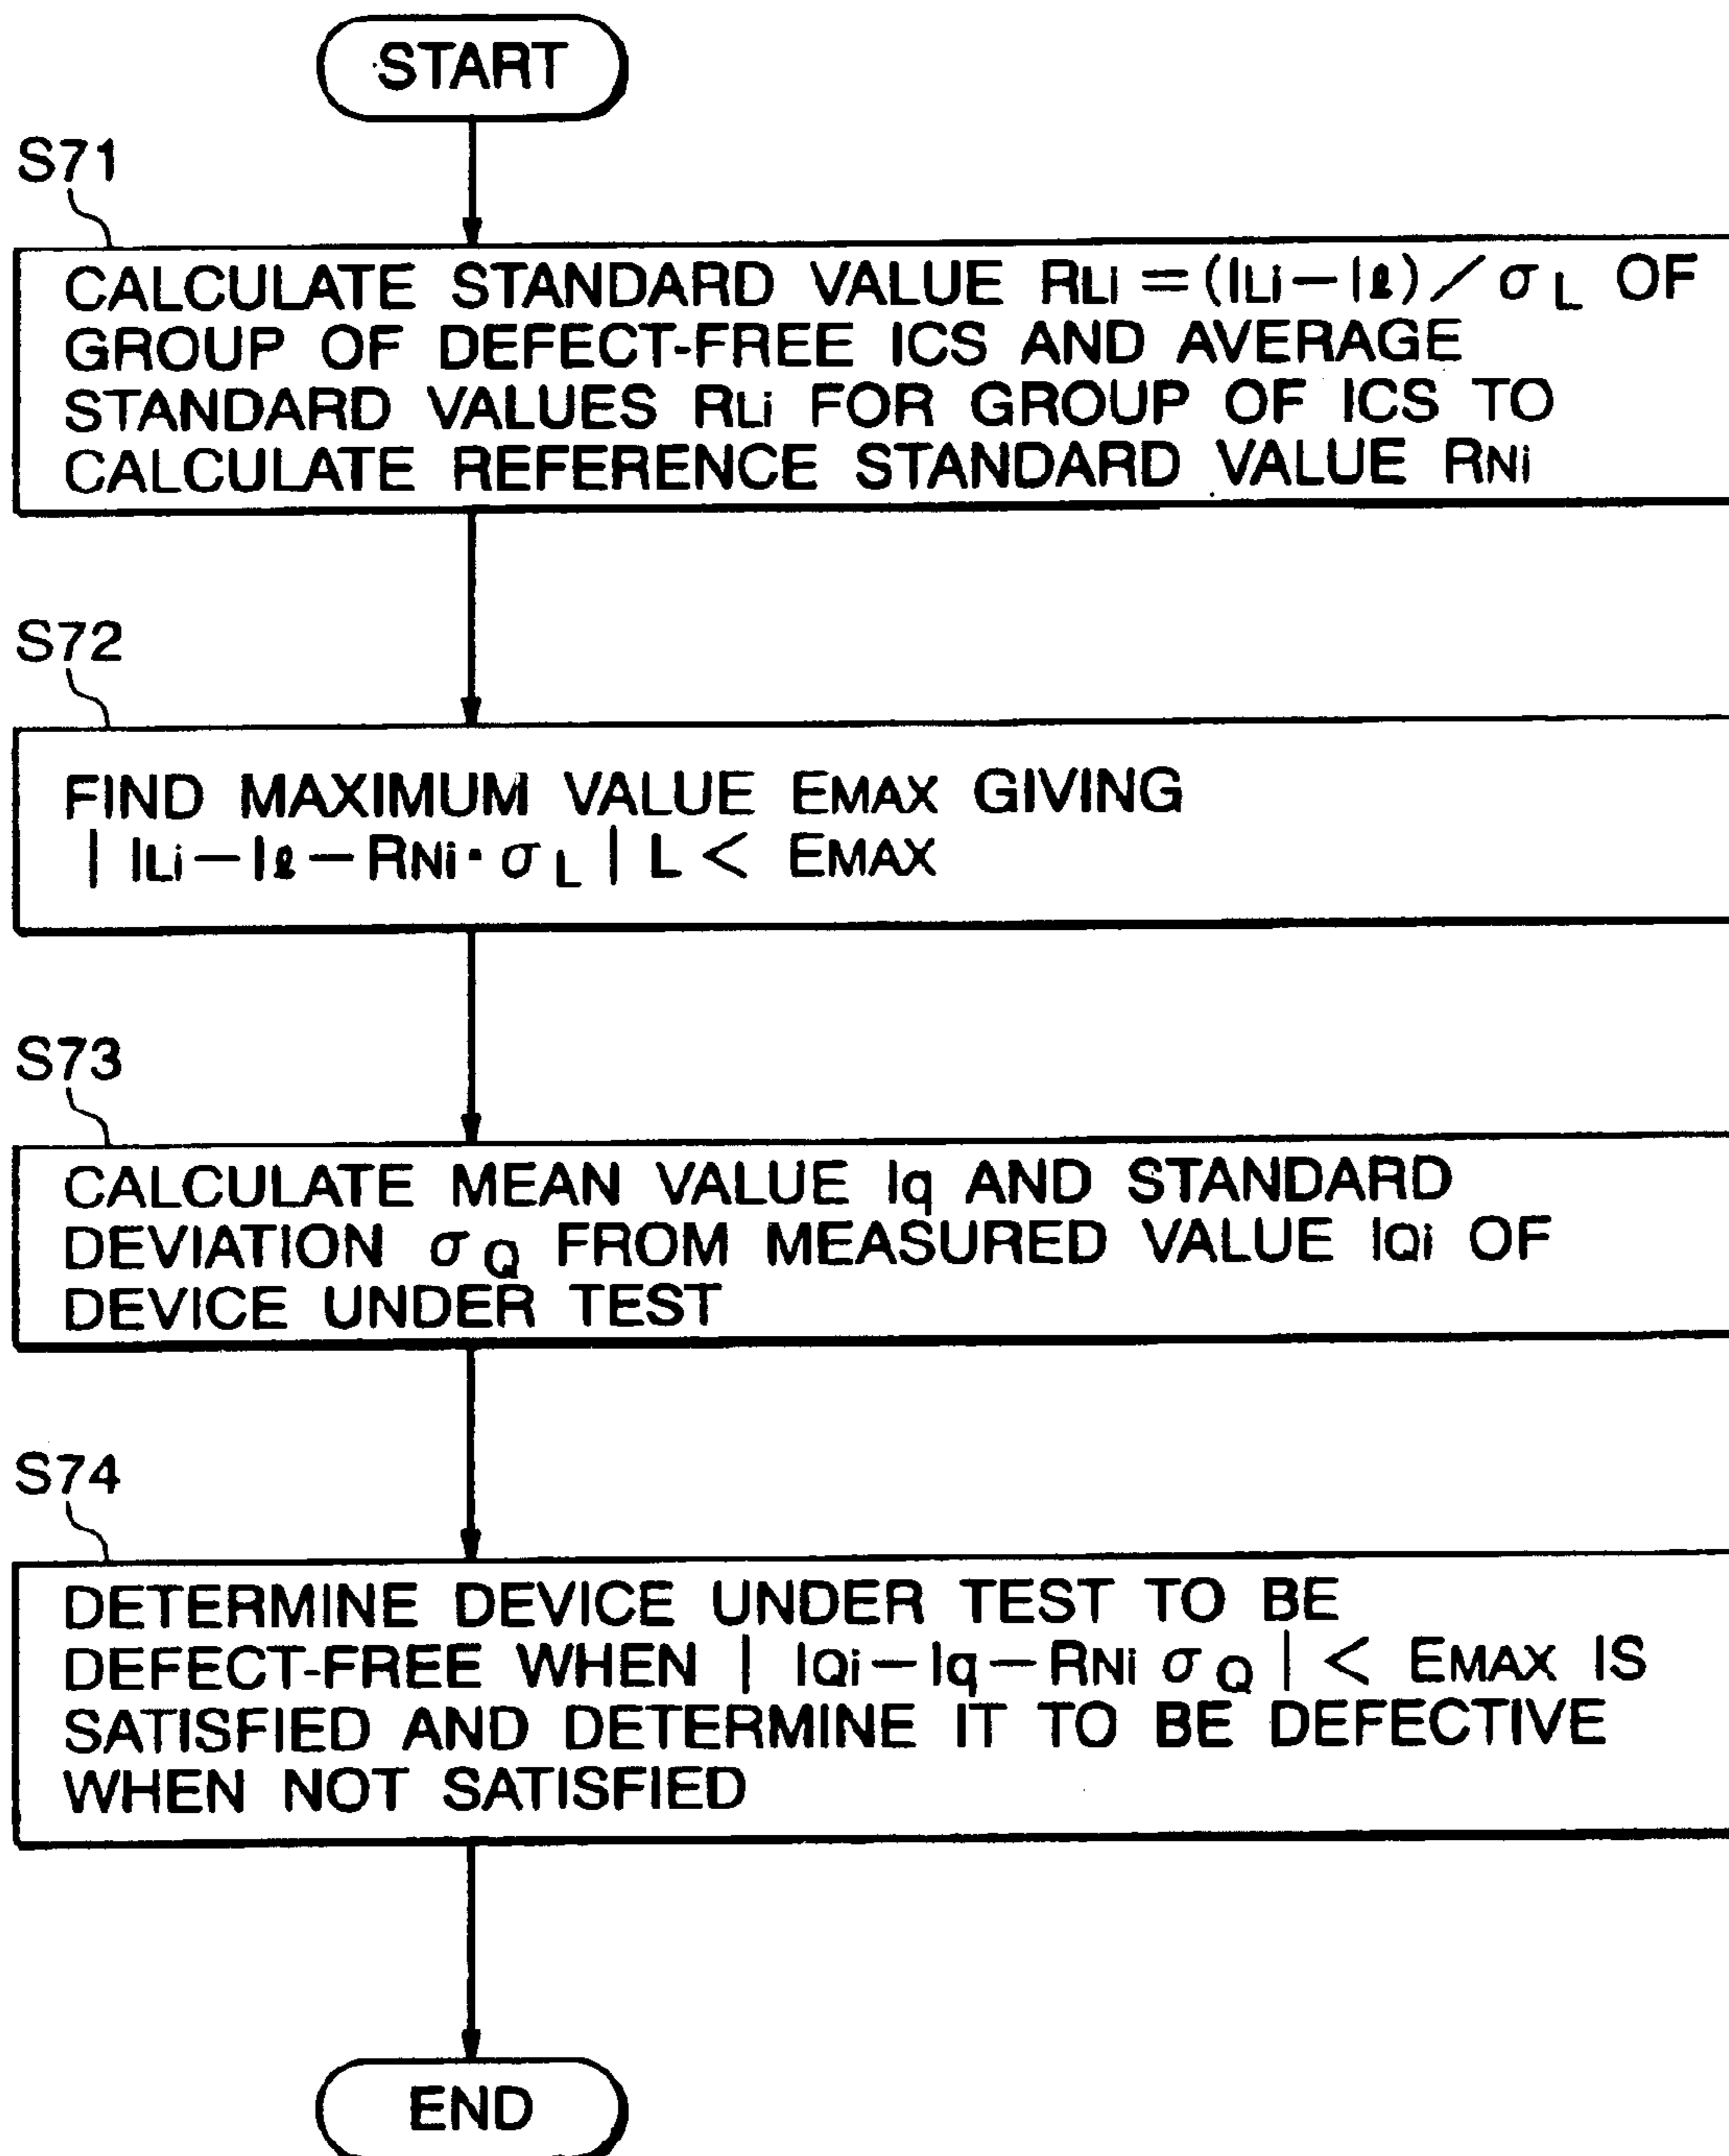 START
S71
CALCULATE STANDARD VALUE RLi=(ILi-Iℓ)/σL OF
GROUP OF DEFECT-FREE ICS AND AVERAGE
STANDARD VALUES RLi FOR GROUP OF ICS TO
CALCULATE REFERENCE STANDARD VALUE RNi
S72
FIND MAXIMUM VALUE EMAX GIVING
| ILi-Iℓ-RNi·σL | L < EMAX
S73
CALCULATE MEAN VALUE Iq AND STANDARD
DEVIATION σQ FROM MEASURED VALUE IQi OF
DEVICE UNDER TEST
S74
DETERMINE DEVICE UNDER TEST TO BE
DEFECT-FREE WHEN | IQi-Iq-RNi σQ | < EMAX IS
SATISFIED AND DETERMINE IT TO BE DEFECTIVE
WHEN NOT SATISFIED
END